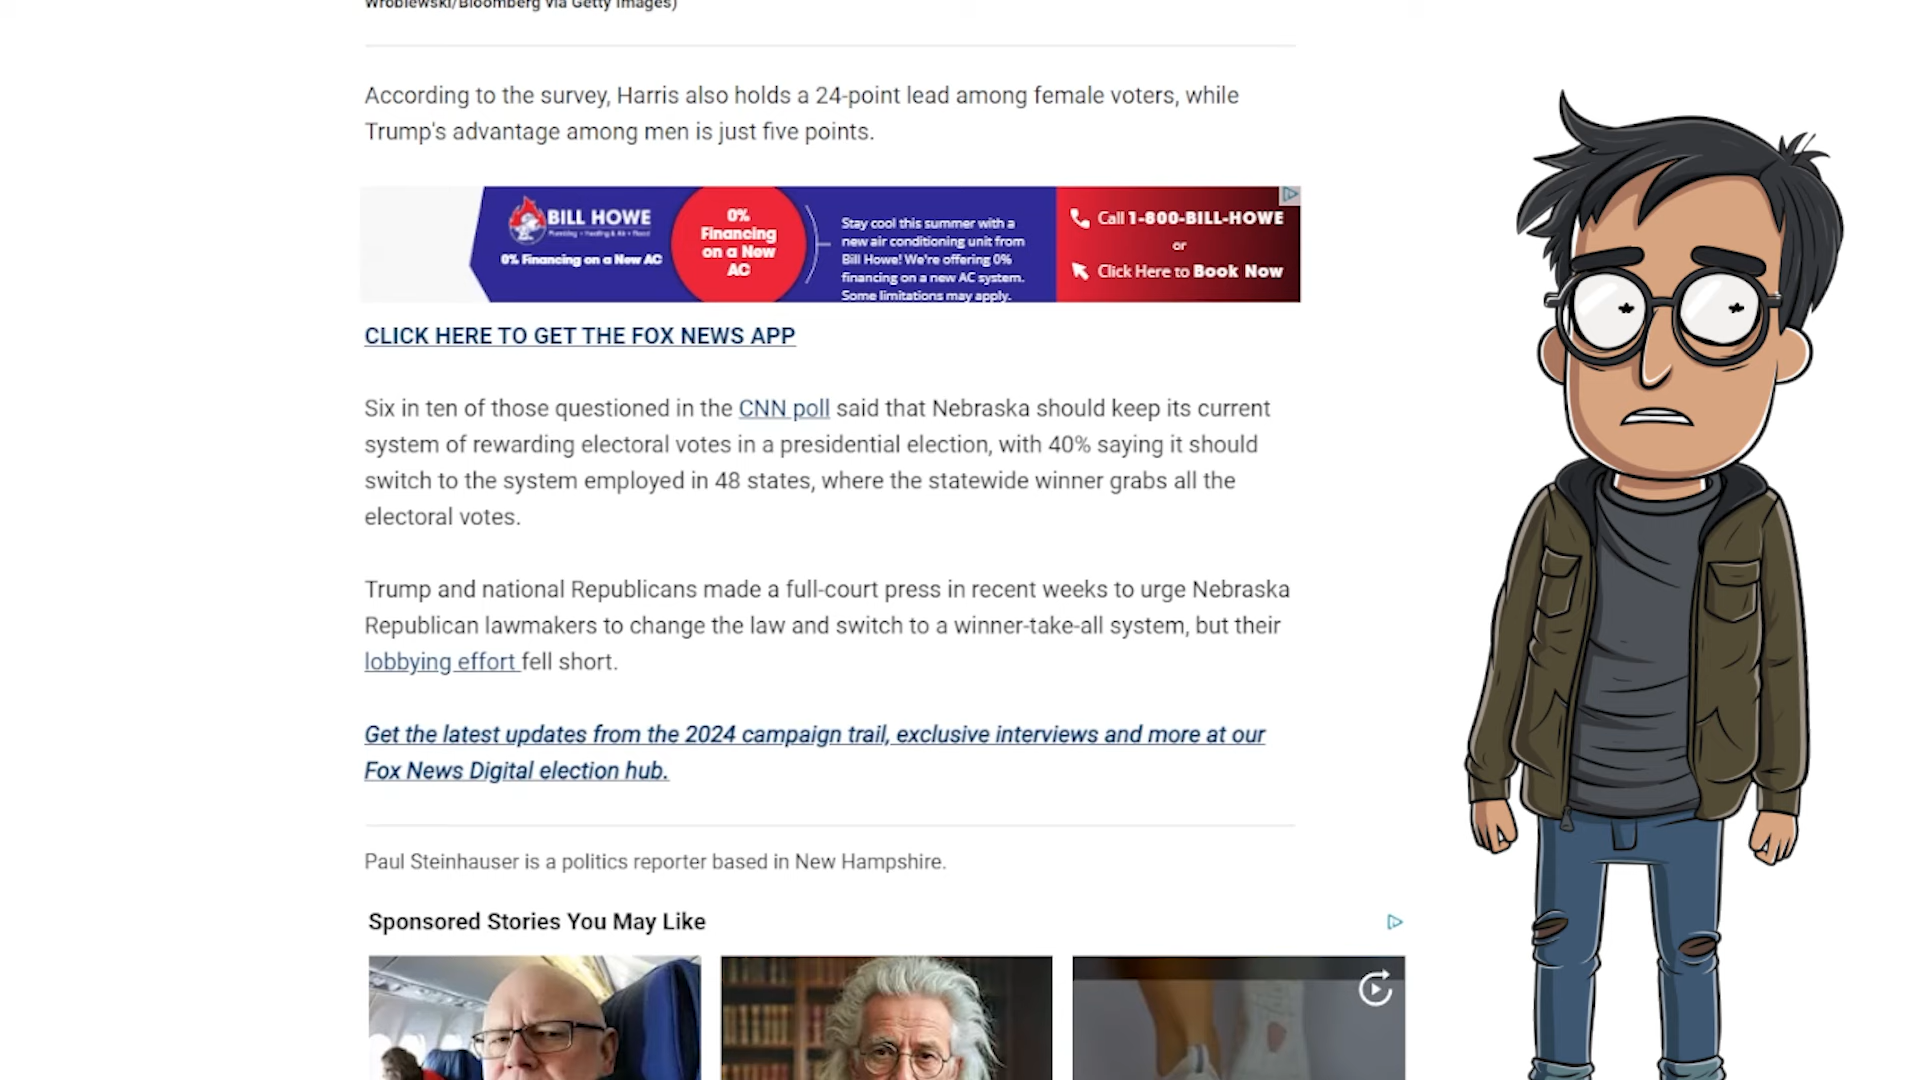 Wroblewski/Bloomberg via Getty Images)
According to the survey, Harris also holds a 24-point lead among female voters, while
Trump's advantage among men is just five points.
BILL HOWE
Plumbing • Heating & Air • Flood
0% Financing on a New AC
0%
Financing
on a New
AC
Stay cool this summer with a
new air conditioning unit from
Bill Howe! We're offering 0%
financing on a new AC system.
Some limitations may apply.
Call 1-800-BILL-HOWE
or
Click Here to Book Now
CLICK HERE TO GET THE FOX NEWS APP
Six in ten of those questioned in the CNN poll said that Nebraska should keep its current
system of rewarding electoral votes in a presidential election, with 40% saying it should
switch to the system employed in 48 states, where the statewide winner grabs all the
electoral votes.
Trump and national Republicans made a full-court press in recent weeks to urge Nebraska
Republican lawmakers to change the law and switch to a winner-take-all system, but their
lobbying effort fell short.
Get the latest updates from the 2024 campaign trail, exclusive interviews and more at our
Fox News Digital election hub.
Paul Steinhauser is a politics reporter based in New Hampshire.
Sponsored Stories You May Like